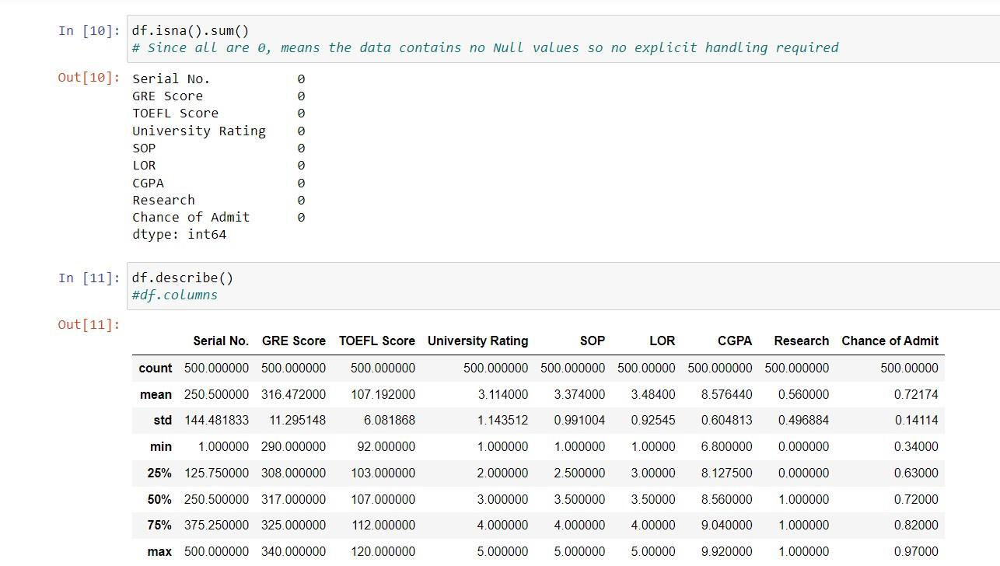 In [10]: df.isna().sum()
# Since all are 0, means the data contains no Null values so no explicit handling required
Out[10]: Serial No. 0
GRE Score 0
TOEFL Score 0
University Rating 0
SOP 0
LOR 0
CGPA 0
Research 0
Chance of Admit 0
dtype: int64
In [11]: df.describe()
#df.columns
Out[11]:
Serial No. GRE Score TOEFL Score University Rating SOP LOR CGPA Research Chance of Admit
count 500.000000 500.000000 500.000000 500.000000 500.000000 500.00000 500.000000 500.000000 500.00000
mean 250.500000 316.472000 107.192000 3.114000 3.374000 3.48400 8.576440 0.560000 0.72174
std 144.481833 11.295148 6.081868 1.143512 0.991004 0.92545 0.604813 0.496884 0.14114
min 1.000000 290.000000 92.000000 1.000000 1.000000 1.00000 6.800000 0.000000 0.34000
25% 125.750000 308.000000 103.000000 2.000000 2.500000 3.00000 8.127500 0.000000 0.63000
50% 250.500000 317.000000 107.000000 3.000000 3.500000 3.50000 8.560000 1.000000 0.72000
75% 375.250000 325.000000 112.000000 4.000000 4.000000 4.00000 9.040000 1.000000 0.82000
max 500.000000 340.000000 120.000000 5.000000 5.000000 5.00000 9.920000 1.000000 0.97000